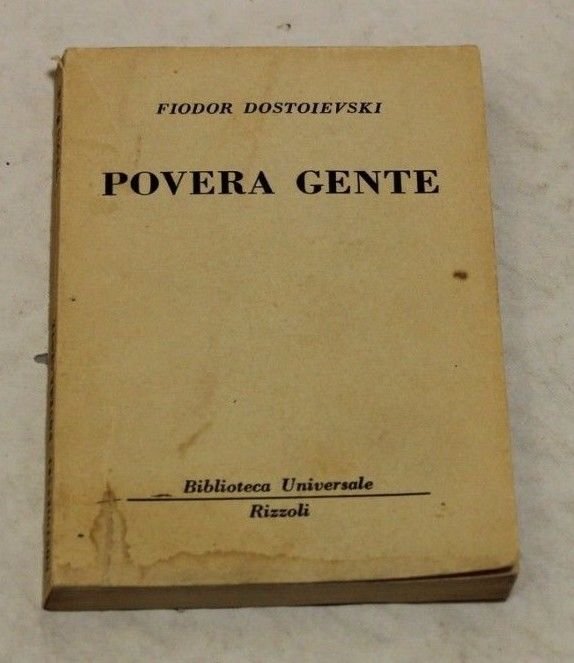 FIODOR DOSTOIEVSKI
POVERA GENTE
Biblioteca Universale
Rizzoli